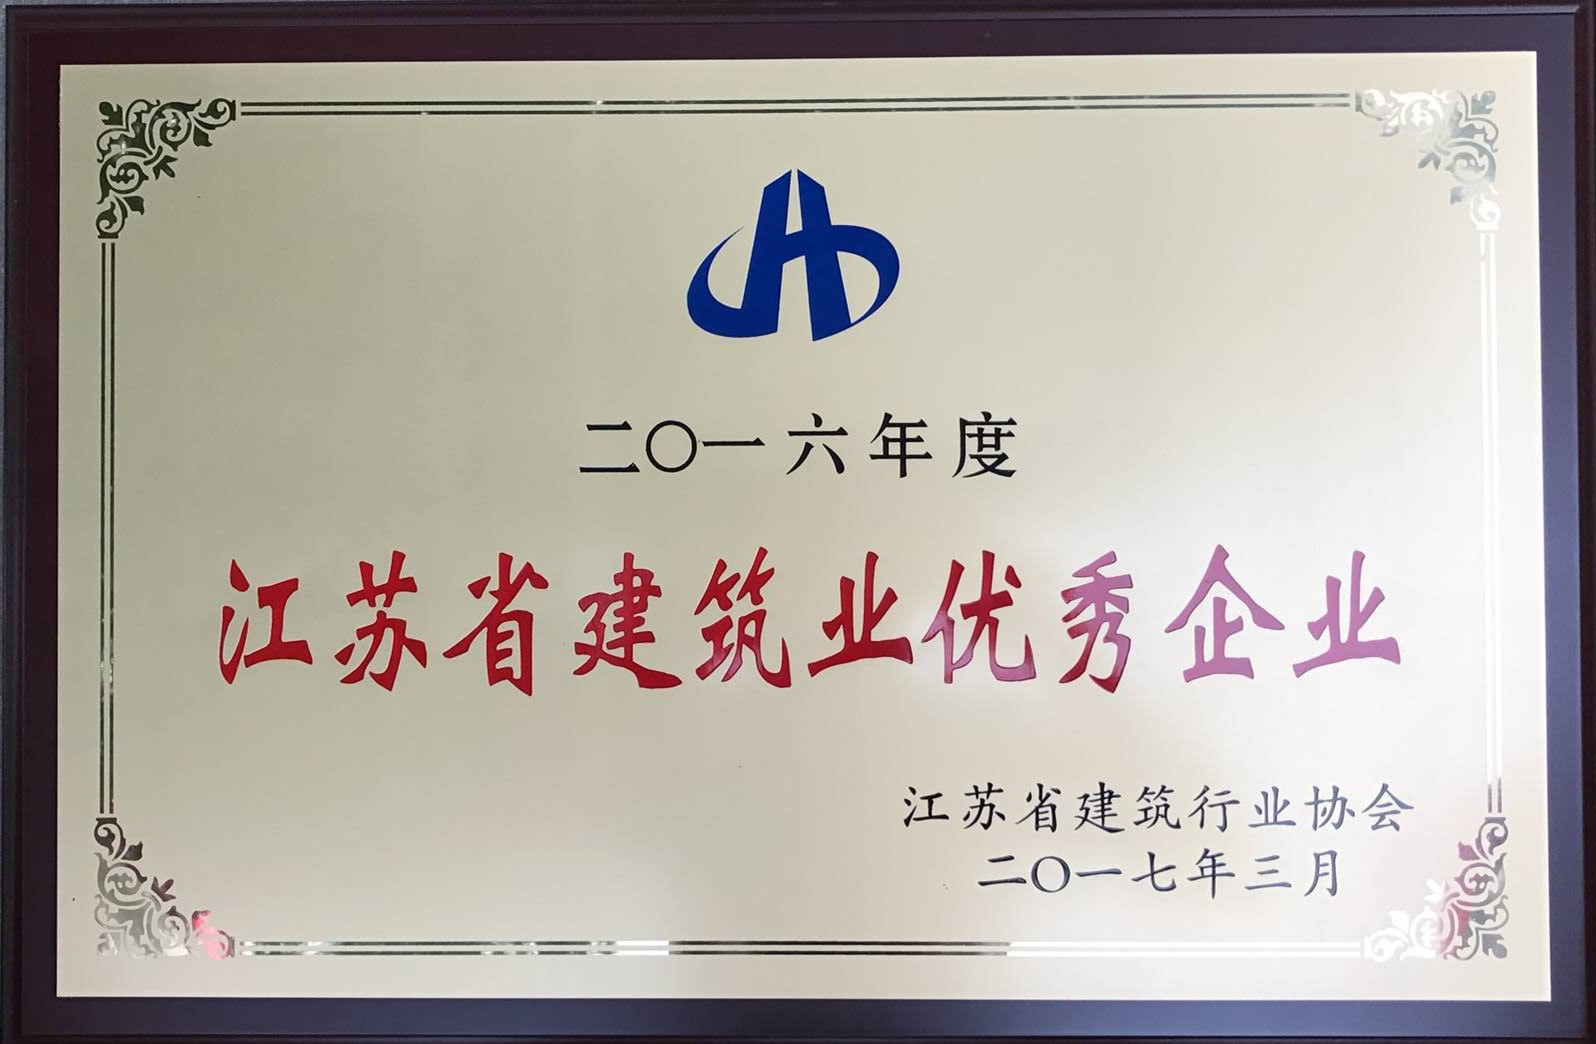 二〇一六年度
江苏省建筑业优秀企业
江苏省建筑行业协会
二〇一七年三月